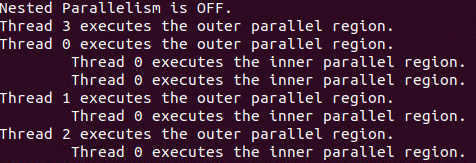 Nested Parallelism is OFF.
Thread 3 executes the outer parallel region.
Thread 0 executes the outer parallel region.
Thread 0 executes the inner parallel region.
Thread 0 executes the inner parallel region.
Thread 1 executes the outer parallel region.
Thread 0 executes the inner parallel region.
Thread 2 executes the outer parallel region.
Thread 0 executes the inner parallel region.